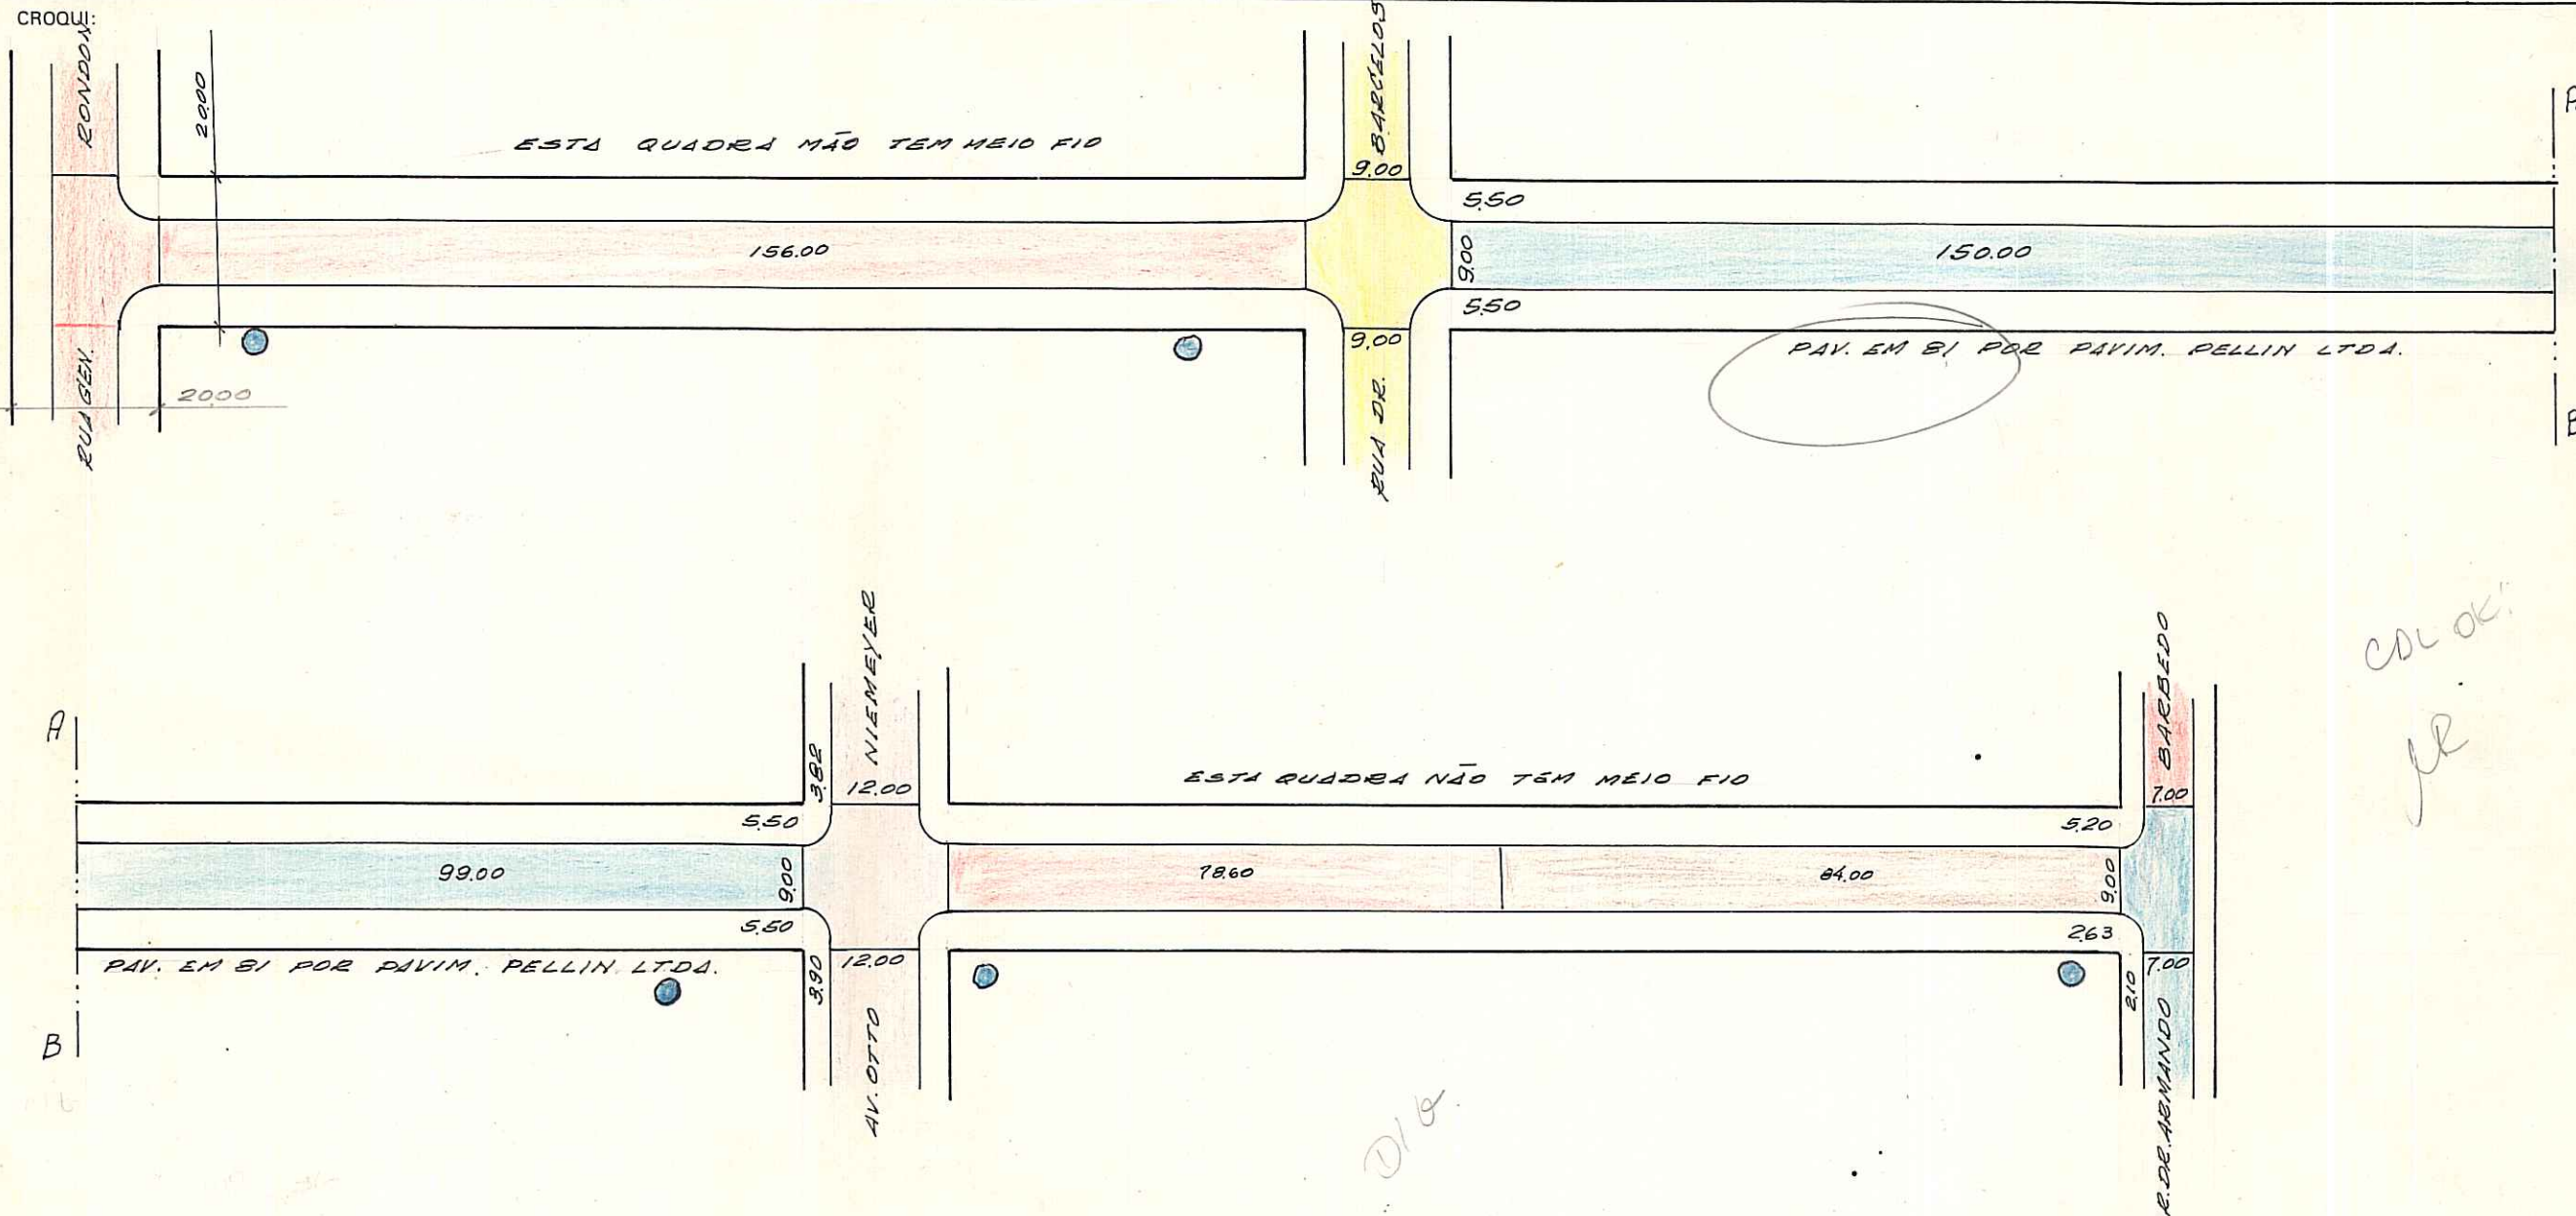 CROQUI:
RUA GEN. RONDON
20.00
20.00
ESTA QUADRA NÃO TEM MEIO FIO
156.00
RUA DR. BARCELOS
9.00
9.00
5.50
9.00
5.50
150.00
PAV. EM 81 POR PAVIM. PELLIN LTDA.
B
A
B
99.00
5.50
9.00
5.50
PAV. EM 81 POR PAVIM. PELLIN LTDA.
AV. OTTO NIEMEYER
3.82
12.00
3.90
12.00
ESTA QUADRA NÃO TEM MEIO FIO
78.60
84.00
5.20
9.00
2.63
2.10
7.00
7.00
R. DR. ARMANDO BARBEDO
CDL OK!